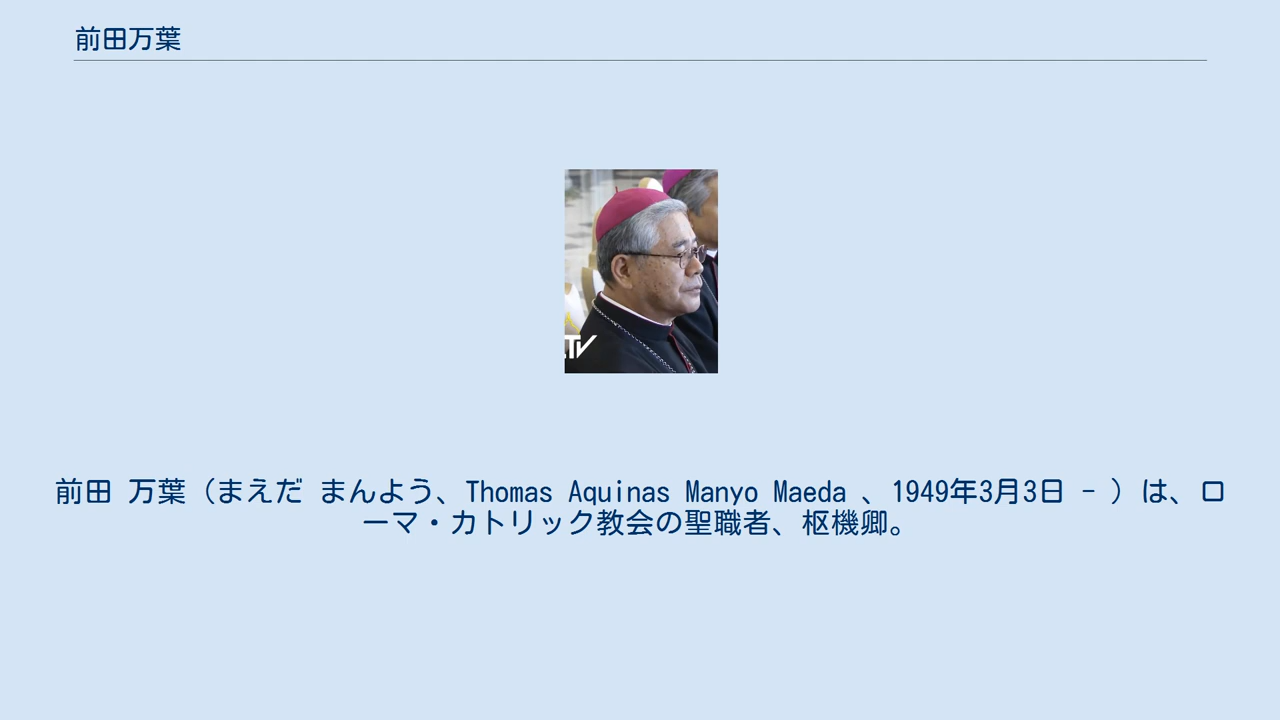 前田万葉
TV
前田 万葉（まえだ まんよう、Thomas Aquinas Manyo Maeda 、1949年3月3日 - ）は、ロ
ーマ・カトリック教会の聖職者、枢機卿。